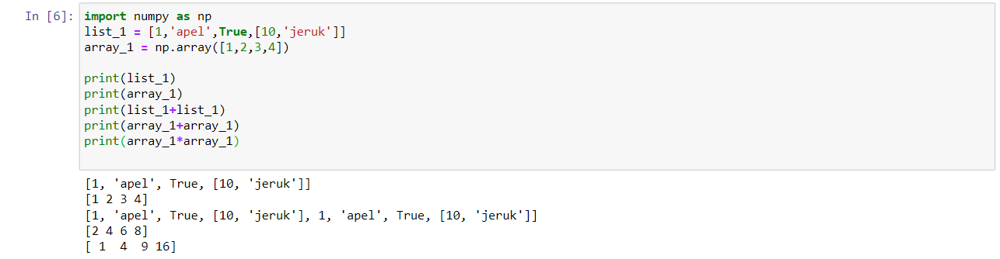 In [6]: import numpy as np
list_1 = [1,'apel',True,[10,'jeruk']]
array_1 = np.array([1,2,3,4])
print(list_1)
print(array_1)
print(list_1+list_1)
print(array_1+array_1)
print(array_1*array_1)
[1, 'apel', True, [10, 'jeruk']]
[1 2 3 4]
[1, 'apel', True, [10, 'jeruk'], 1, 'apel', True, [10, 'jeruk']]
[2 4 6 8]
[ 1  4  9 16]